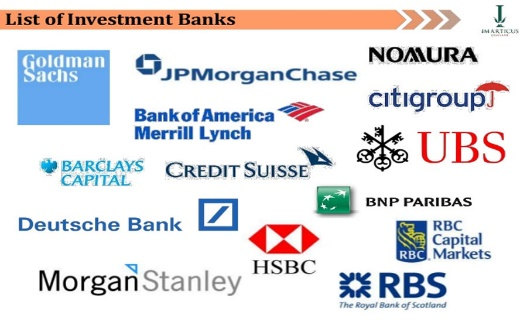 List of Investment Banks
IMARTICUS
Goldman
Sachs
JPMorganChase
NOMURA
Bank of America
Merrill Lynch
citigroup
UBS
BARCLAYS
CAPITAL
CREDIT SUISSE
BNP PARIBAS
Deutsche Bank
HSBC
RBC
RBC
Capital
Markets
Morgan Stanley
RBS
The Royal Bank of Scotland